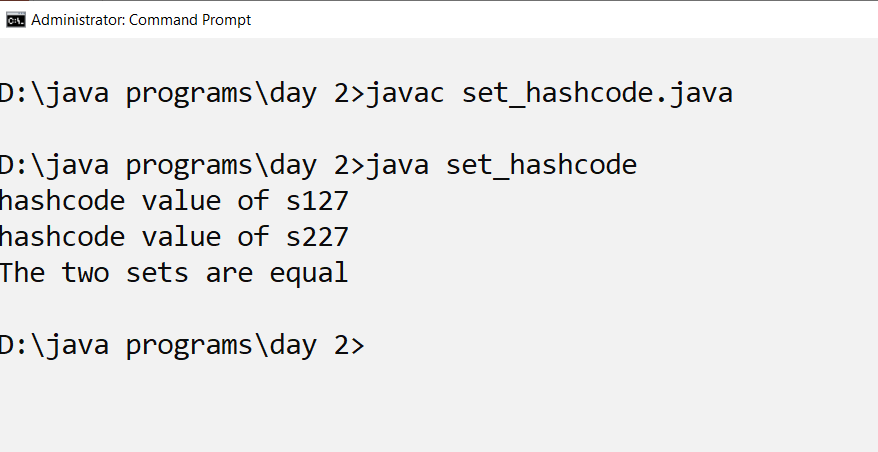 Administrator: Command Prompt
D:\java programs\day 2>javac set_hashcode.java
D:\java programs\day 2>java set_hashcode
hashcode value of s127
hashcode value of s227
The two sets are equal
D:\java programs\day 2>